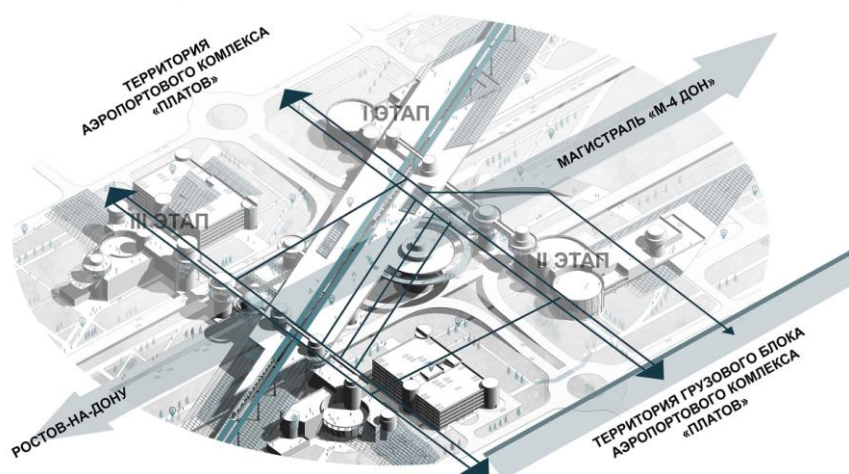 ТЕРРИТОРИЯ
АЭРОПОРТОВОГО КОМЛЕКСА
«ПЛАТОВ»
I ЭТАП
МАГИСТРАЛЬ «М-4 ДОН»
III ЭТАП
II ЭТАП
РОСТОВ-НА-ДОНУ
ТЕРРИТОРИЯ ГРУЗОВОГО БЛОКА
АЭРОПОРТОВОГО КОМЛЕКСА
«ПЛАТОВ»